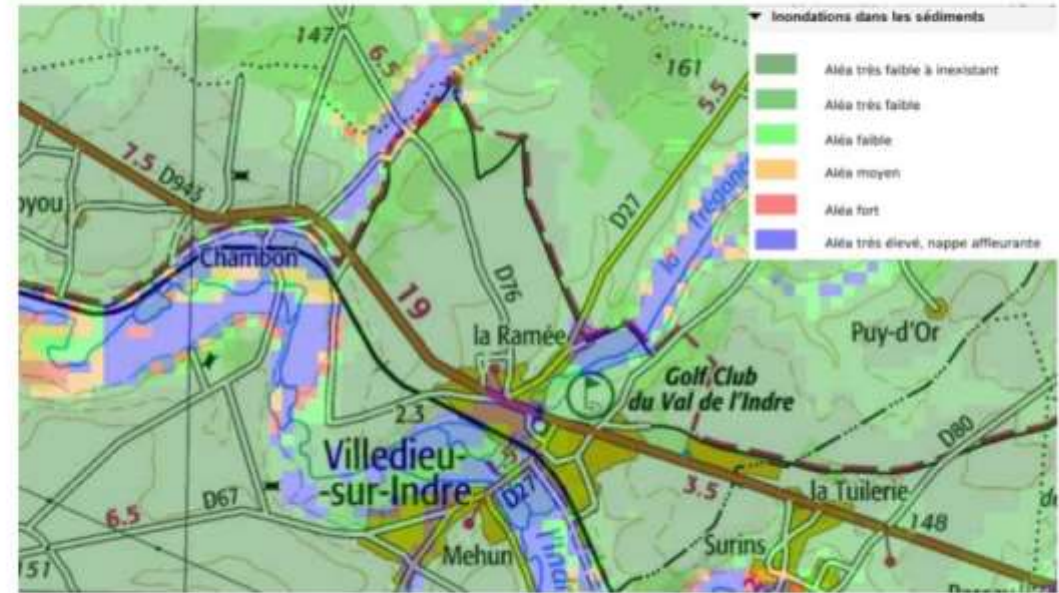 Inondations dans les sédiments
Aléa très faible à inexistant
Aléa très faible
Aléa faible
Aléa moyen
Aléa fort
Aléa très élevé, nappe affleurante
147
6.5
161
5.5
7.5
D943
Chambon
D27
la Trégonce
19
D76
la Ramée
Puy-d'Or
Golf Club
du Val de l'Indre
2.3
Villedieu-
-sur-Indre
D27
D80
3.5
la Tuilerie
D67
6.5
148
Mehun
Surins
151